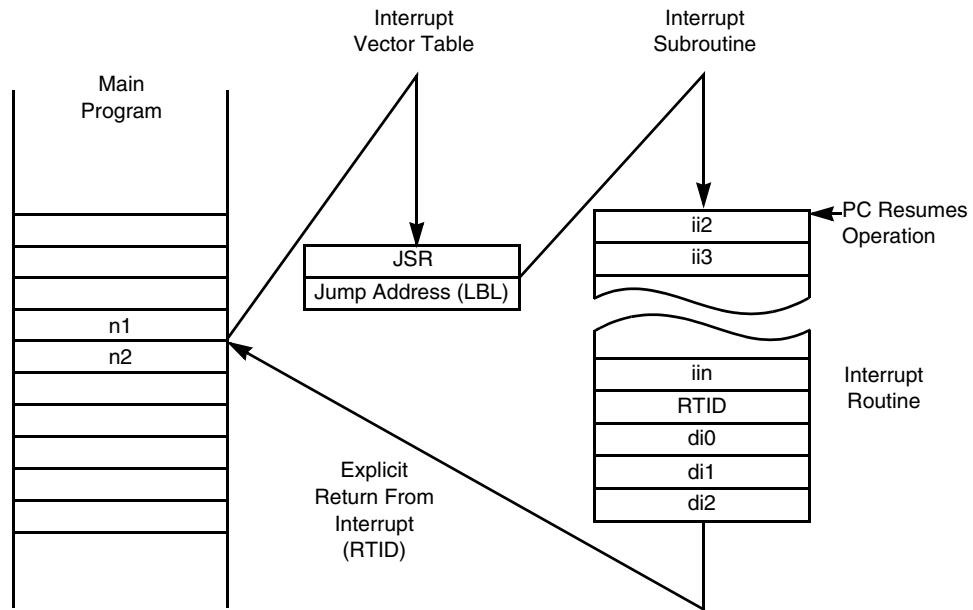 Interrupt
Vector Table
Interrupt
Subroutine
Main
Program
PC Resumes
Operation
ii2
ii3
JSR
Jump Address (LBL)
n1
n2
iin
RTID
di0
di1
di2
Interrupt
Routine
Explicit
Return From
Interrupt
(RTID)